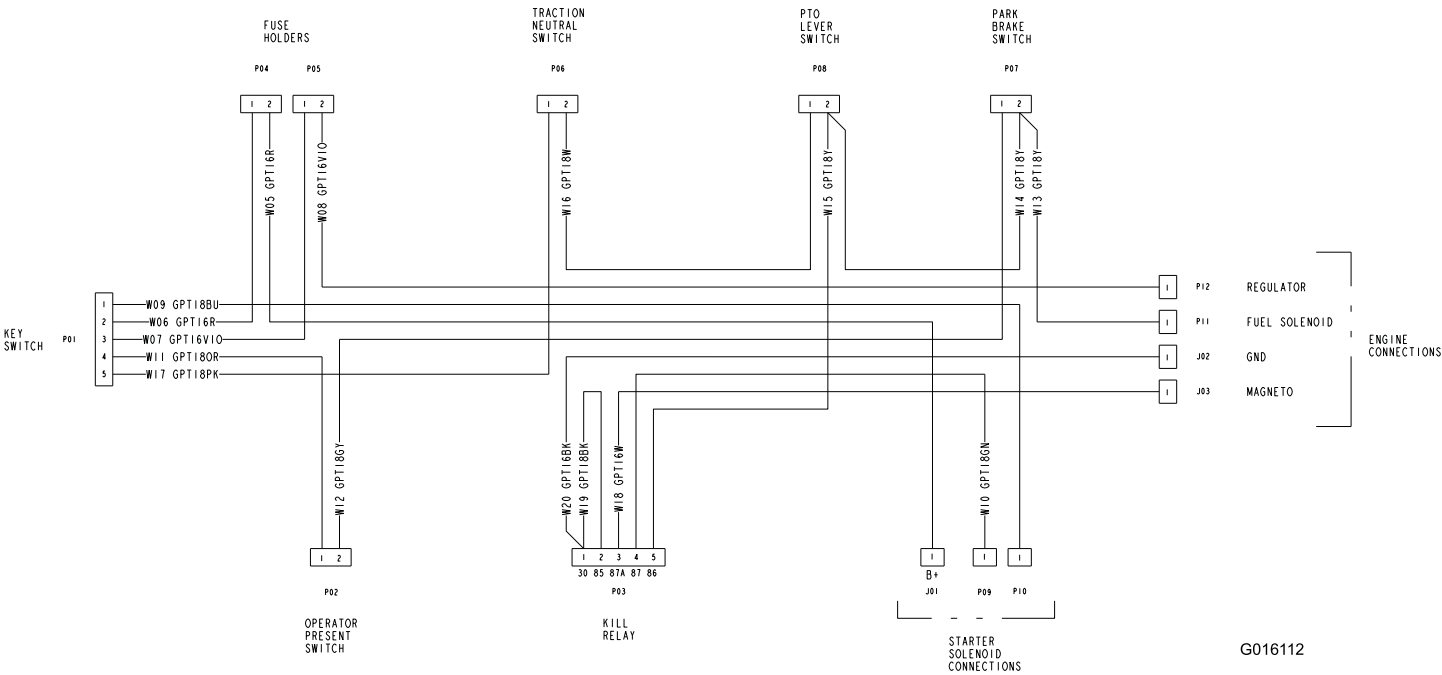 FUSE
HOLDERS
TRACTION
NEUTRAL
SWITCH
PTO
LEVER
SWITCH
PARK
BRAKE
SWITCH
P04
P05
P06
P08
P07
1 2
1 2
1 2
1 2
1 2
W05 GPT16R
W08 GPT16VIO
W16 GPT18W
W15 GPT18Y
W14 GPT18Y
W13 GPT18Y
KEY
SWITCH
P01
1
2
3
4
5
W09 GPT18BU
W06 GPT16R
W07 GPT16VIO
W11 GPT18OR
W17 GPT18PK
1 P12 REGULATOR
1 P11 FUEL SOLENOID
1 J02 GND
1 J03 MAGNETO
ENGINE
CONNECTIONS
W12 GPT18GY
W20 GPT16BK
W19 GPT18BK
W18 GPT16W
W10 GPT18GN
1 2
P02
OPERATOR
PRESENT
SWITCH
1 2 3 4 5
30 85 87A 87 86
P03
KILL
RELAY
1
1
1
B+
J01
P09
P10
STARTER
SOLENOID
CONNECTIONS
G016112